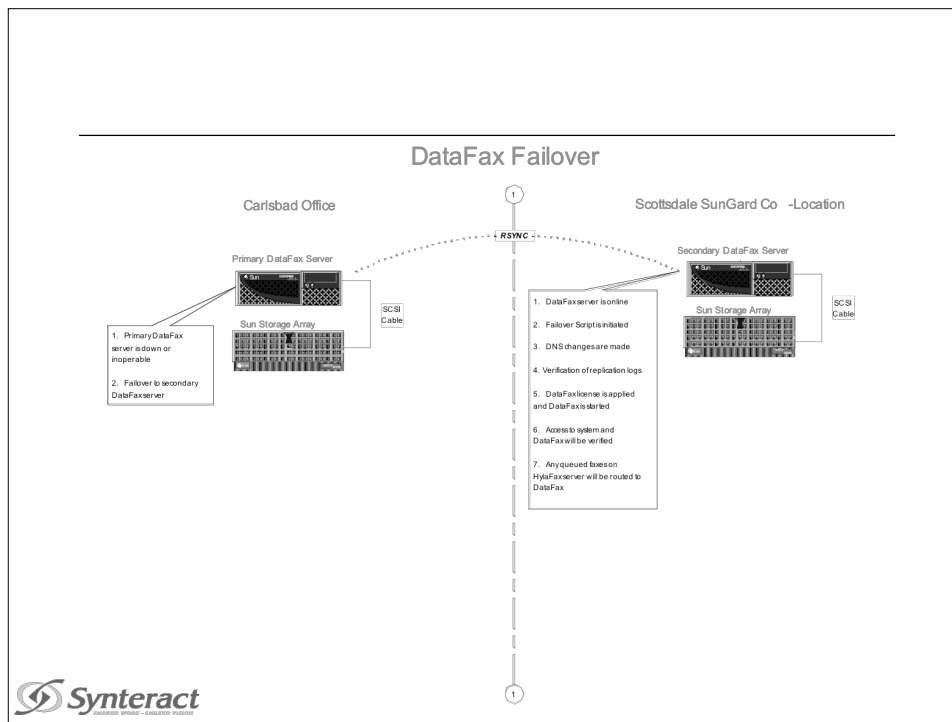 DataFax Failover
1
Carlsbad Office
Scottsdale SunGard Co -Location
- RSYNC -
Primary DataFax Server
Sun
SCSI
Cable
Sun Storage Array
1. Primary DataFax
server is down or
inoperable
2. Failover to secondary
DataFax server
Secondary DataFax Server
Sun
SCSI
Cable
Sun Storage Array
1. DataFax server is online
2. Failover Script is initiated
3. DNS changes are made
4. Verification of replication logs
5. DataFax license is applied
and DataFax is started
6. Access to system and
DataFax will be verified
7. Any queued faxes on
HylaFax server will be routed to
DataFax
1
Synteract
SHARED WORK - SHARED VISION